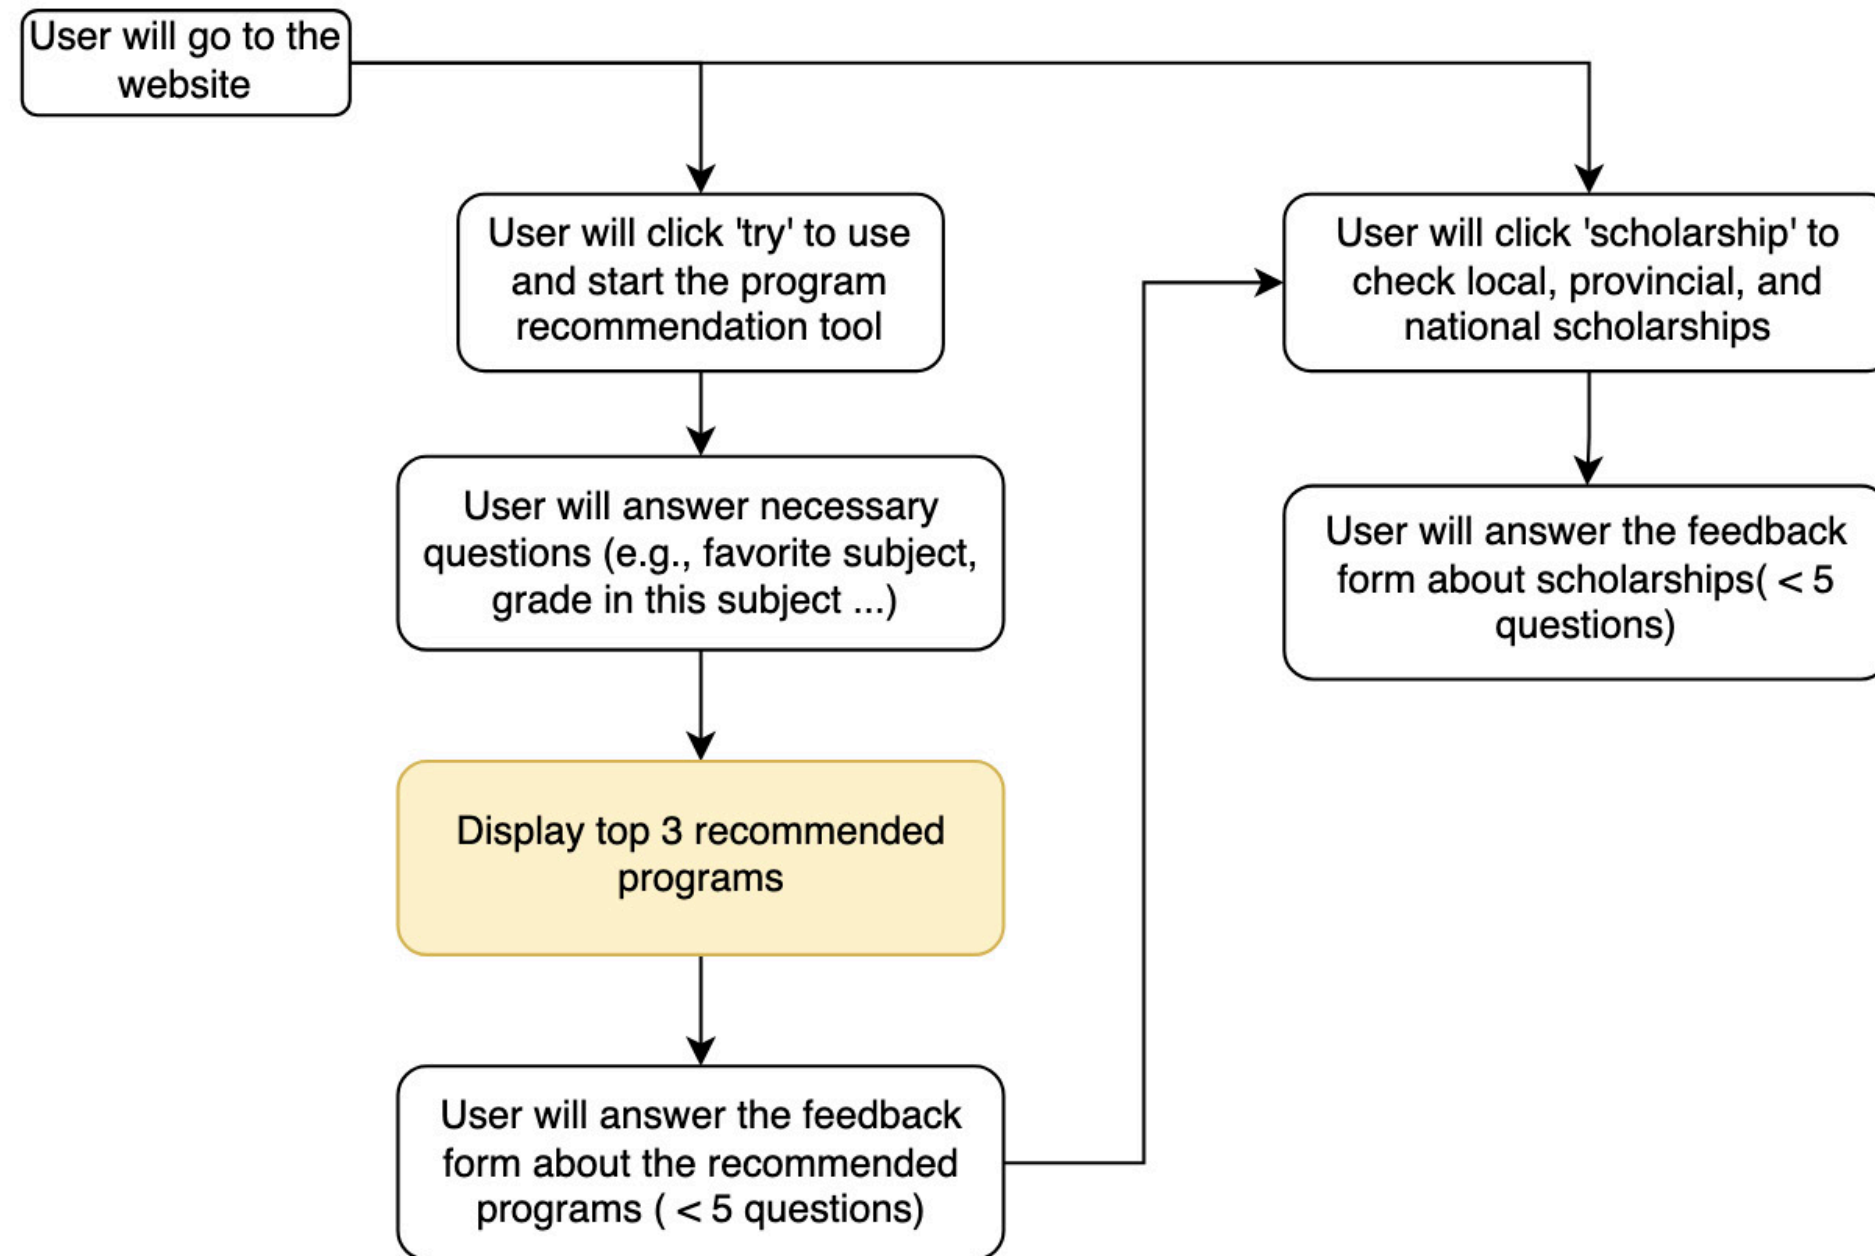 User will go to the
website
User will click 'try' to use
and start the program
recommendation tool
User will click 'scholarship' to
check local, provincial, and
national scholarships
User will answer necessary
questions (e.g., favorite subject,
grade in this subject ...)
User will answer the feedback
form about scholarships( < 5
questions)
Display top 3 recommended
programs
User will answer the feedback
form about the recommended
programs ( < 5 questions)